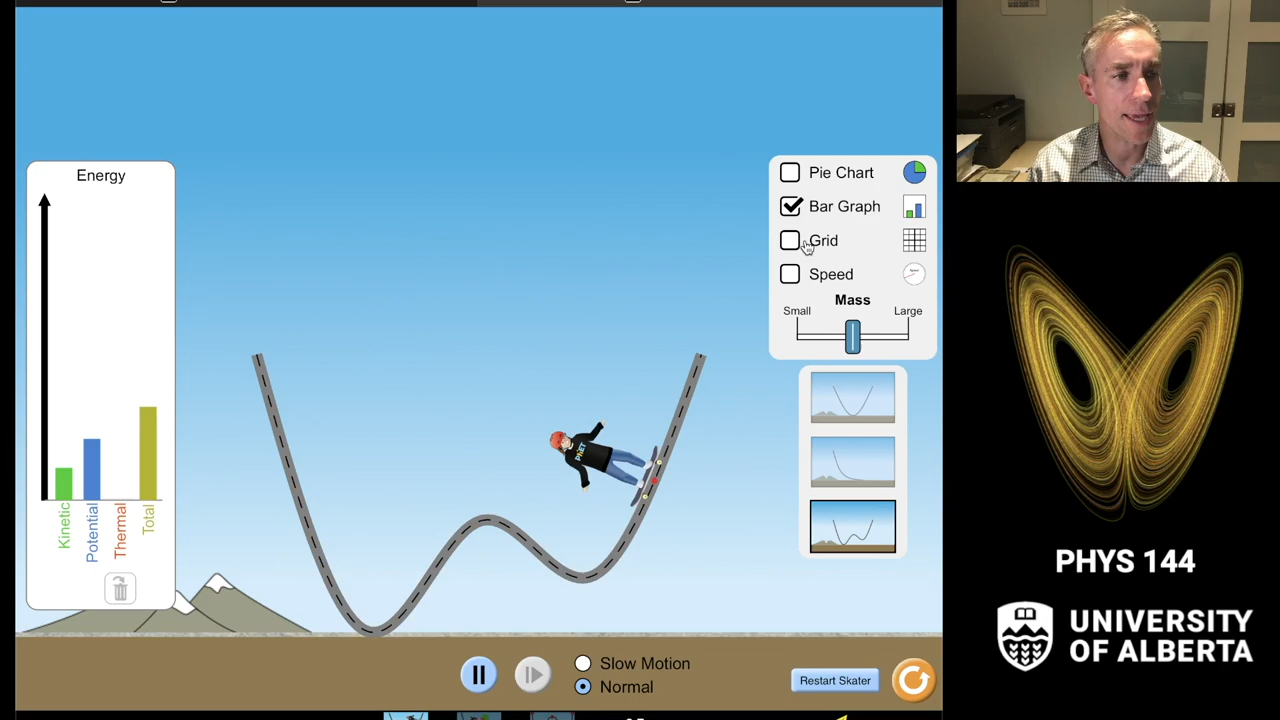 Energy
Kinetic
Potential
Thermal
Total
PhET
Pie Chart
Bar Graph
Grid
Speed
Mass
Small
Large
Slow Motion
Normal
Restart Skater
PHYS 144
UNIVERSITY
OF ALBERTA